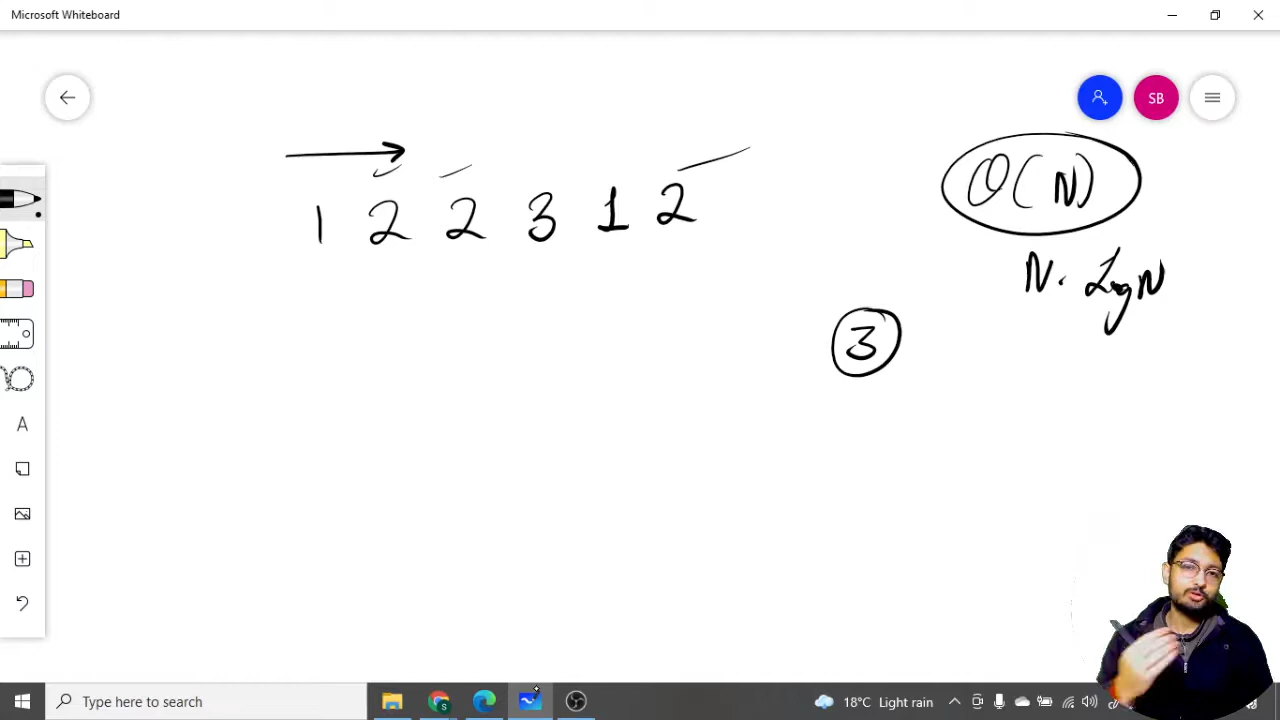 Microsoft Whiteboard
SB
1 2 2 3 1 2
O(N)
N. LogN
3
A
Type here to search
18°C Light rain